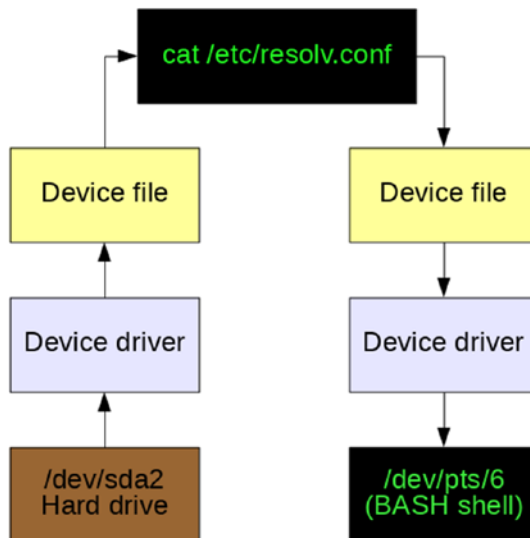 cat /etc/resolv.conf
Device file
Device file
Device driver
Device driver
/dev/sda2
Hard drive
/dev/pts/6
(BASH shell)